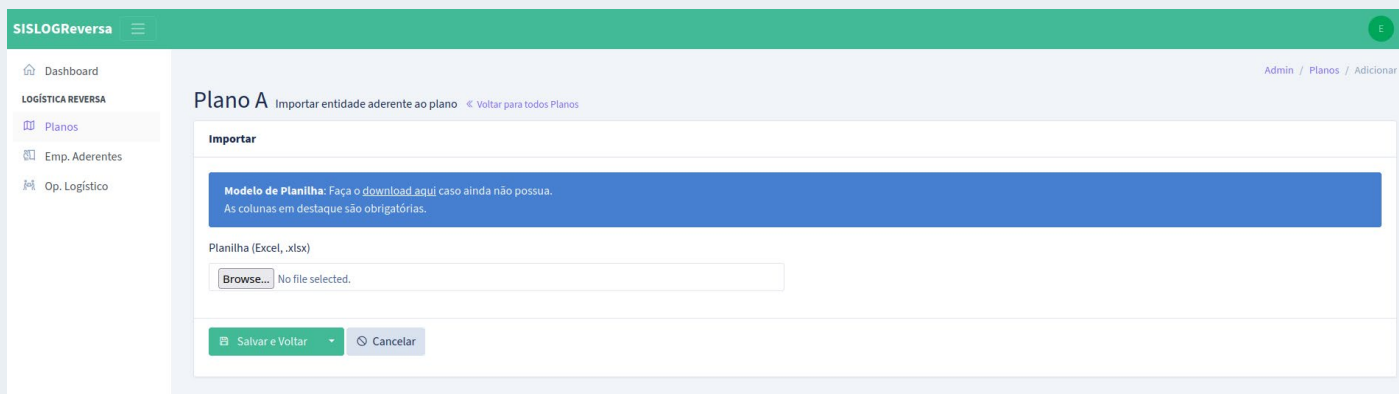 SISLOGReversa
E
Dashboard
Admin / Planos / Adicionar
LOGÍSTICA REVERSA
Plano A Importar entidade aderente ao plano « Voltar para todos Planos
Planos
Importar
Emp. Aderentes
Op. Logístico
Modelo de Planilha: Faça o download aqui caso ainda não possua.
As colunas em destaque são obrigatórias.
Planilha (Excel, .xlsx)
Browse... No file selected.
Salvar e Voltar
Cancelar